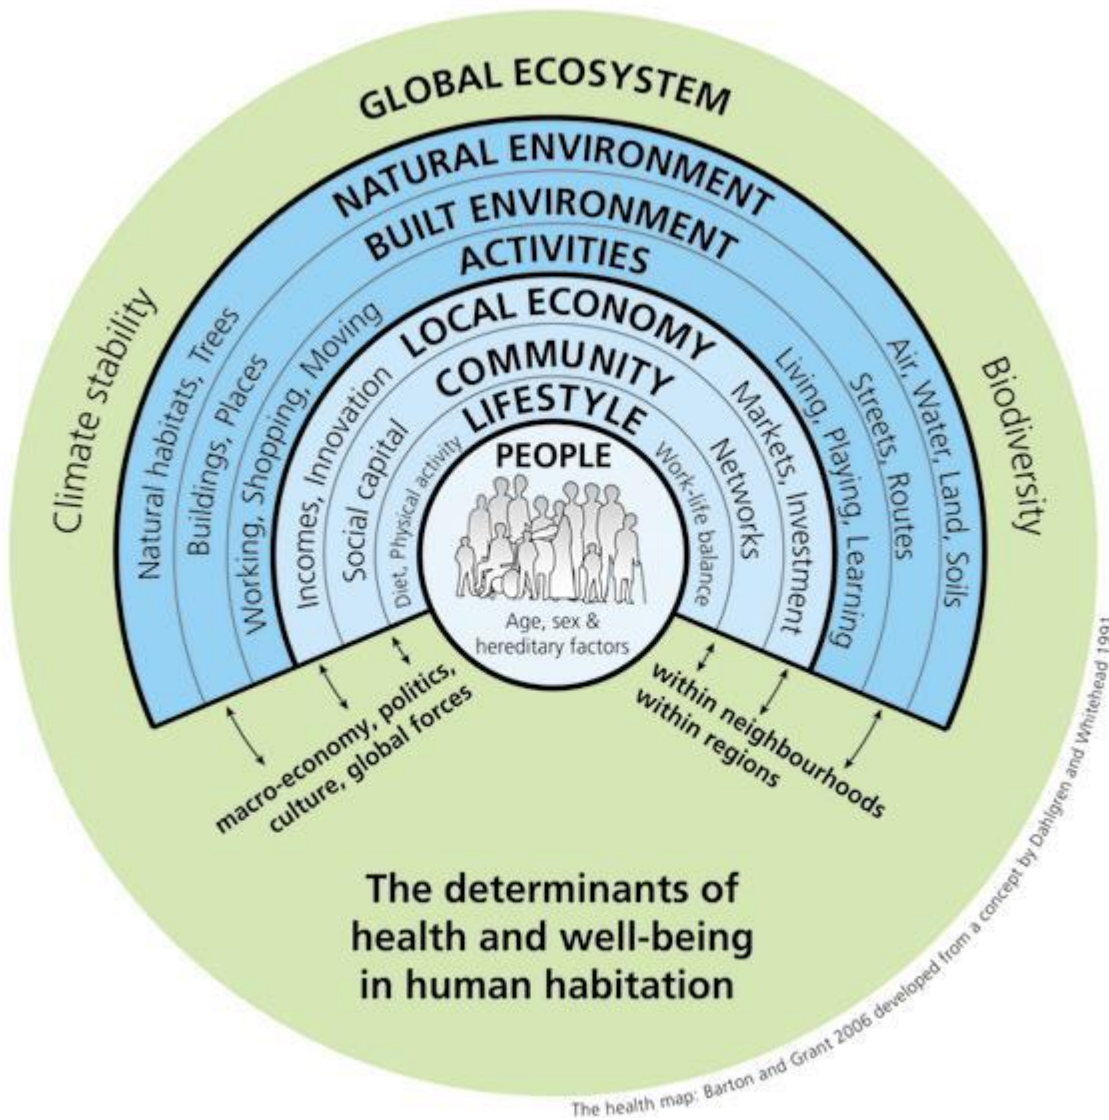 GLOBAL ECOSYSTEM
NATURAL ENVIRONMENT
BUILT ENVIRONMENT
ACTIVITIES
LOCAL ECONOMY
COMMUNITY
LIFESTYLE
PEOPLE
Age, sex &
hereditary factors
Climate stability
Natural habitats, Trees
Buildings, Places
Working, Shopping, Moving
Incomes, Innovation
Social capital
Diet, Physical activity
Work-life balance
Networks
Markets, Investment
Living, Playing, Learning
Streets, Routes
Air, Water, Land, Soils
Biodiversity
macro-economy, politics,
culture, global forces
within neighbourhoods
within regions
The determinants of
health and well-being
in human habitation
The health map: Barton and Grant 2006 developed from a concept by Dahlgren and Whitehead 1991